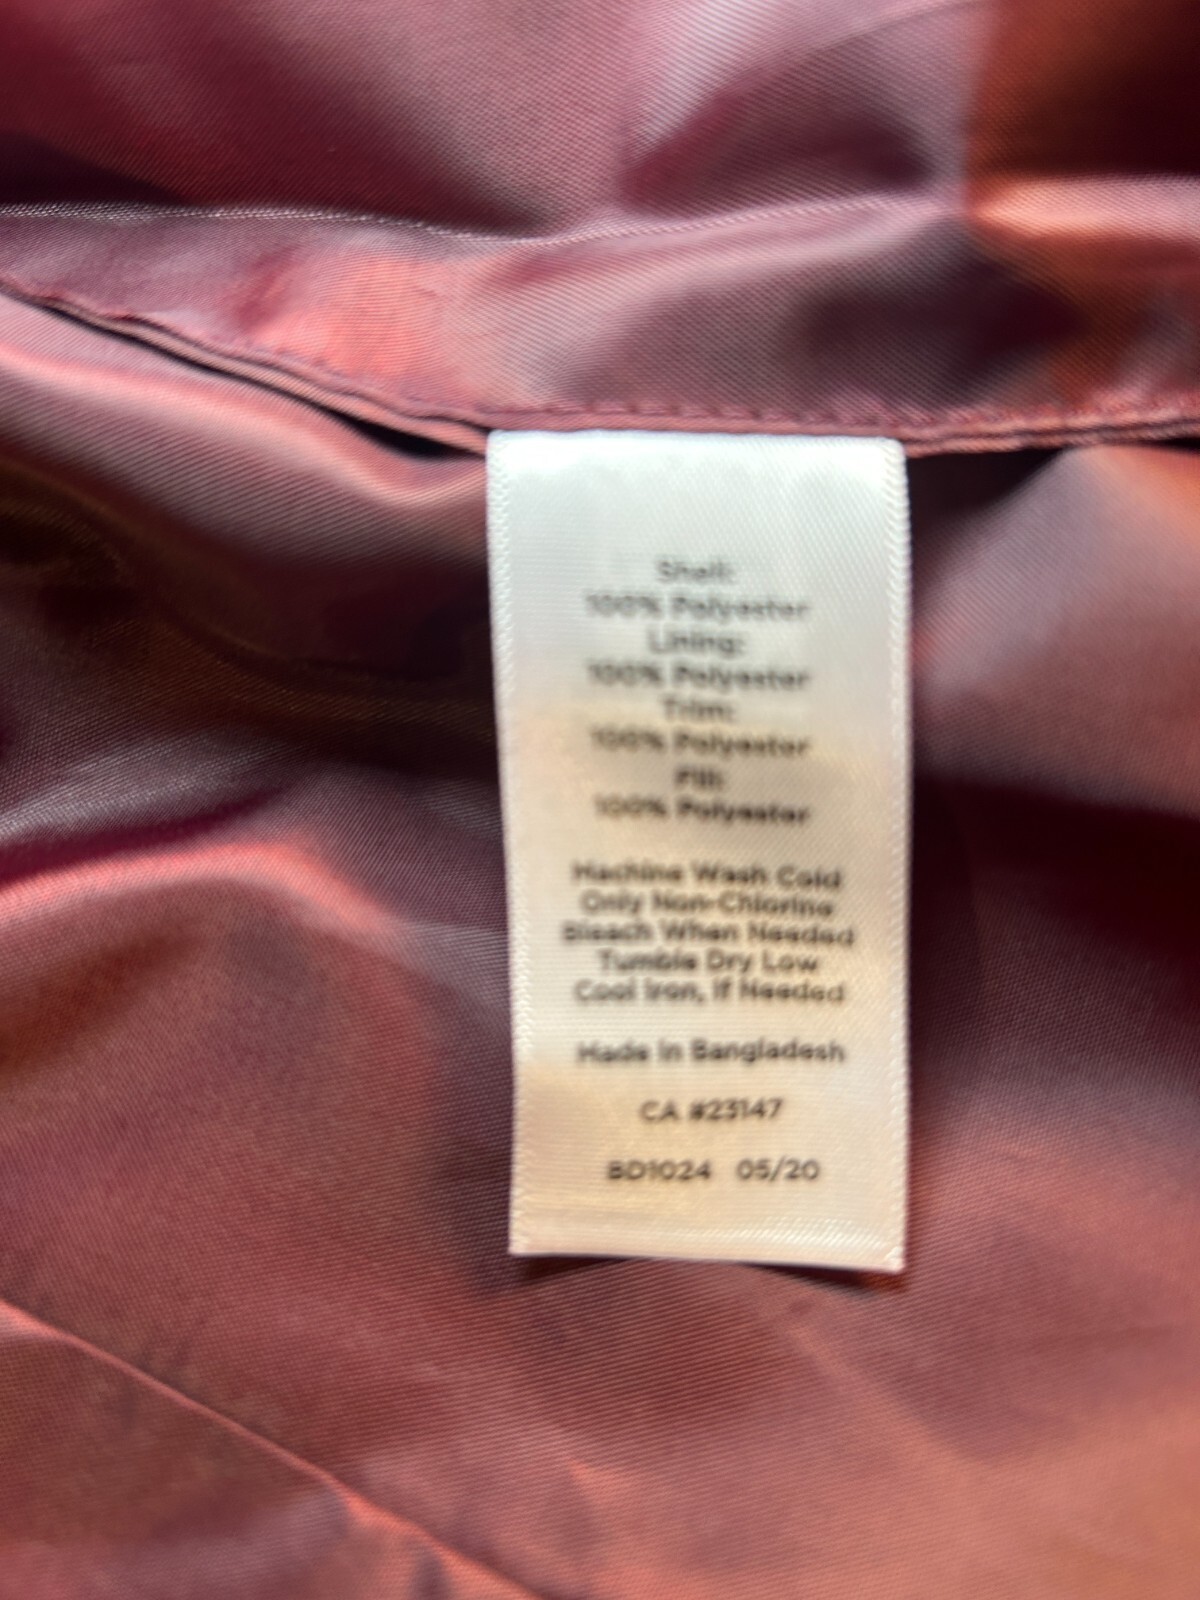 Shell:
100% Polyester
Lining:
100% Polyester
Trim:
100% Polyester
Fill:
100% Polyester
Machine Wash Cold
Only Non-Chlorine
Bleach When Needed
Tumble Dry Low
Cool Iron, If Needed
Made In Bangladesh
CA #23147
BD1024 05/20